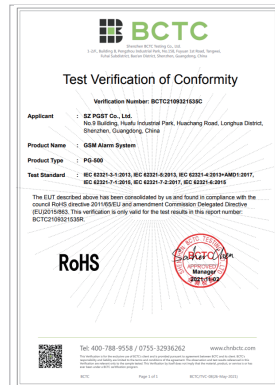 BCTC
Shenzhen BCTC Testing Co., Ltd.
Test Verification of Conformity
Verification Number: BCTC2109321535C
Applicant : SZ PGST Co., Ltd.
No.9 Building, Huafu Industrial Park, Huachang Road, Longhua District,
Shenzhen, Guangdong, China
Product Name : GSM Alarm System
Product Type : PG-500
Test Standard : IEC 62321-3-1:2013, IEC 62321-5:2013, IEC 62321-4:2013+AMD1:2017,
IEC 62321-7-1:2015, IEC 62321-7-2:2017, IEC 62321-6:2015
The EUT described above has been consolidated by us and found in compliance with the
council RoHS directive 2011/65/EU and amendment Commission Delegated Directive
(EU)2015/863. This verification is only valid for the test results in this report number:
BCTC2109321535C.
RoHS
APPROVED
Manager
2021-11-02
Tel: 400-788-9558 / 0755-32936262 www.chnbctc.com
BCTC
Page 1 of 1